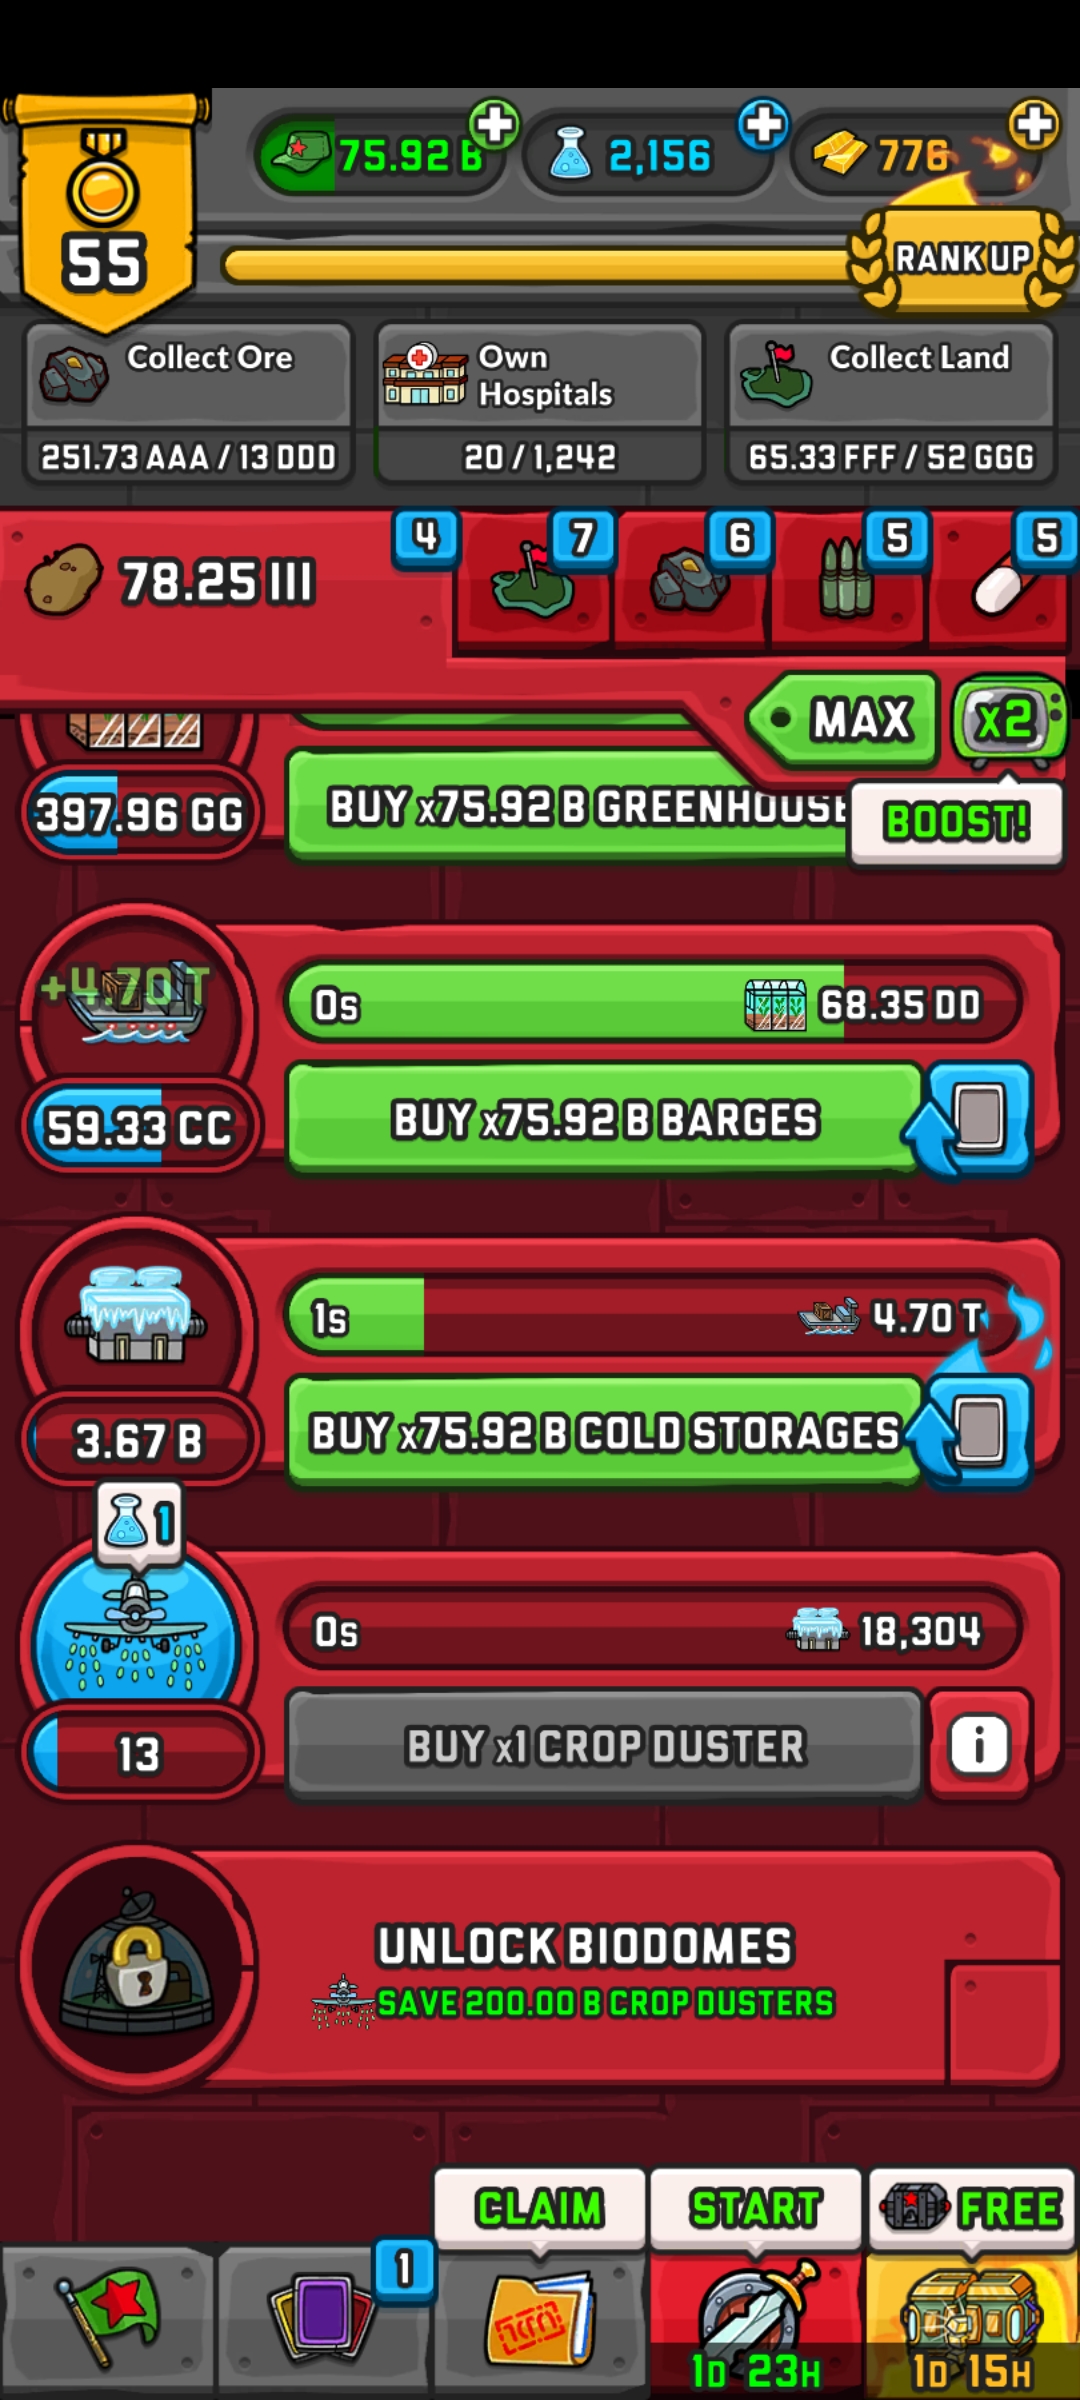 75.92 B
2,156
776
55
RANK UP
Collect Ore
251.73 AAA / 13 DDD
Own
Hospitals
20 / 1,242
Collect Land
65.33 FFF / 52 GGG
78.25 III
4
7
6
5
5
MAX
x2
BOOST!
397.96 GG
BUY x75.92 B GREENHOUSE
+4.70 T
0s
68.35 DD
59.33 CC
BUY x75.92 B BARGES
1s
4.70 T
3.67 B
BUY x75.92 B COLD STORAGES
1
0s
18,304
13
BUY x1 CROP DUSTER
i
UNLOCK BIODOMES
SAVE 200.00 B CROP DUSTERS
CLAIM
START
FREE
1
1D 23H
1D 15H